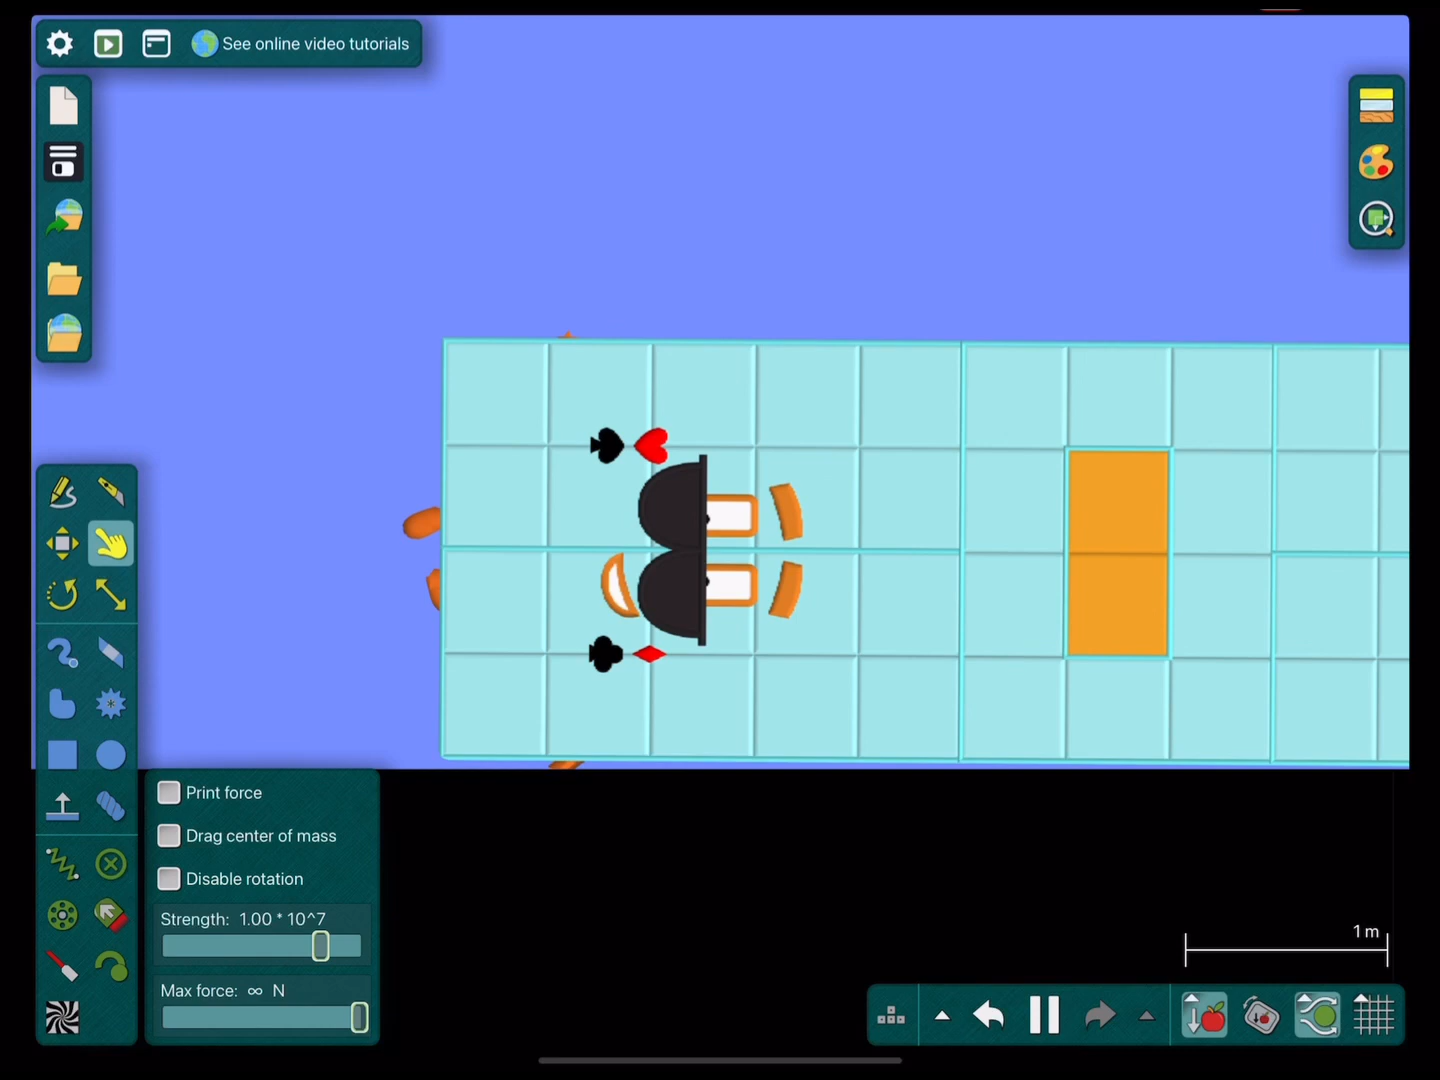 See online video tutorials
Print force
Drag center of mass
Disable rotation
Strength: 1.00 * 10^7
Max force: ∞ N
1 m